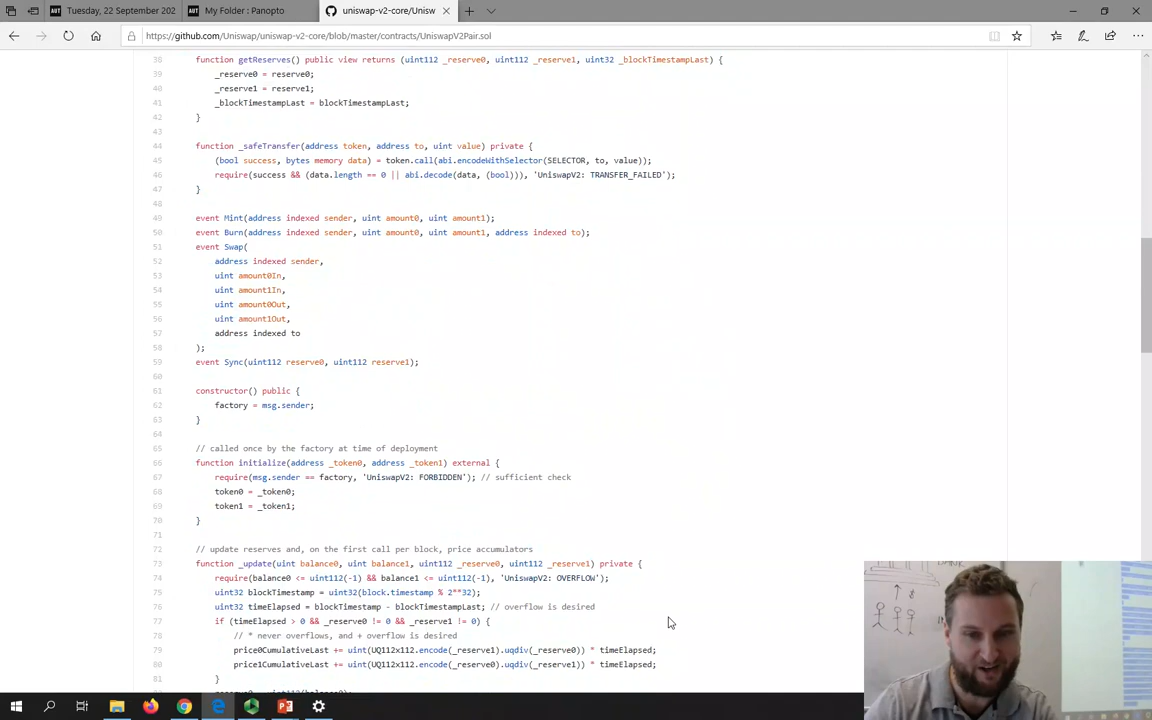 Tuesday, 22 September 202
My Folder : Panopto
uniswap-v2-core/Unisw
https://github.com/Uniswap/uniswap-v2-core/blob/master/contracts/UniswapV2Pair.sol
38 function getReserves() public view returns (uint112 _reserve0, uint112 _reserve1, uint32 _blockTimestampLast) {
39 _reserve0 = reserve0;
40 _reserve1 = reserve1;
41 _blockTimestampLast = blockTimestampLast;
42 }
43
44 function _safeTransfer(address token, address to, uint value) private {
45 (bool success, bytes memory data) = token.call(abi.encodeWithSelector(SELECTOR, to, value));
46 require(success && (data.length == 0 || abi.decode(data, (bool))), 'UniswapV2: TRANSFER_FAILED');
47 }
48
49 event Mint(address indexed sender, uint amount0, uint amount1);
50 event Burn(address indexed sender, uint amount0, uint amount1, address indexed to);
51 event Swap(
52 address indexed sender,
53 uint amount0In,
54 uint amount1In,
55 uint amount0Out,
56 uint amount1Out,
57 address indexed to
58 );
59 event Sync(uint112 reserve0, uint112 reserve1);
60
61 constructor() public {
62 factory = msg.sender;
63 }
64
65 // called once by the factory at time of deployment
66 function initialize(address _token0, address _token1) external {
67 require(msg.sender == factory, 'UniswapV2: FORBIDDEN'); // sufficient check
68 token0 = _token0;
69 token1 = _token1;
70 }
71
72 // update reserves and, on the first call per block, price accumulators
73 function _update(uint balance0, uint balance1, uint112 _reserve0, uint112 _reserve1) private {
74 require(balance0 <= uint112(-1) && balance1 <= uint112(-1), 'UniswapV2: OVERFLOW');
75 uint32 blockTimestamp = uint32(block.timestamp % 2**32);
76 uint32 timeElapsed = blockTimestamp - blockTimestampLast; // overflow is desired
77 if (timeElapsed > 0 && _reserve0 != 0 && _reserve1 != 0) {
78 // * never overflows, and + overflow is desired
79 price0CumulativeLast += uint(UQ112x112.encode(_reserve1).uqdiv(_reserve0)) * timeElapsed;
80 price1CumulativeLast += uint(UQ112x112.encode(_reserve0).uqdiv(_reserve1)) * timeElapsed;
81 }